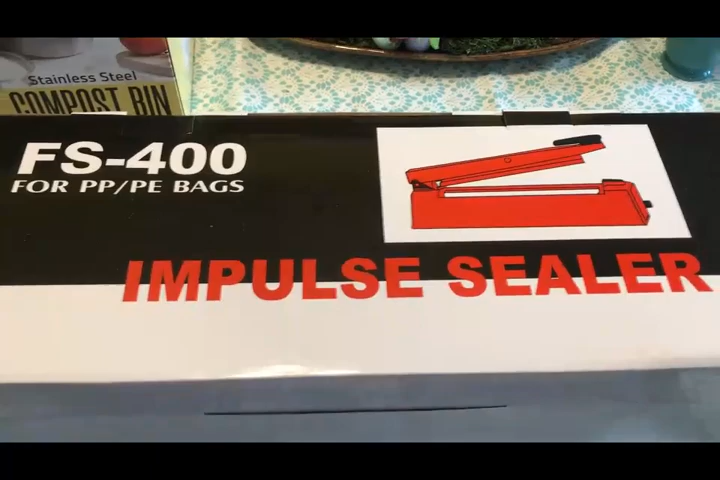 Stainless Steel
COMPOST BIN
FS-400
FOR PP/PE BAGS
IMPULSE SEALER